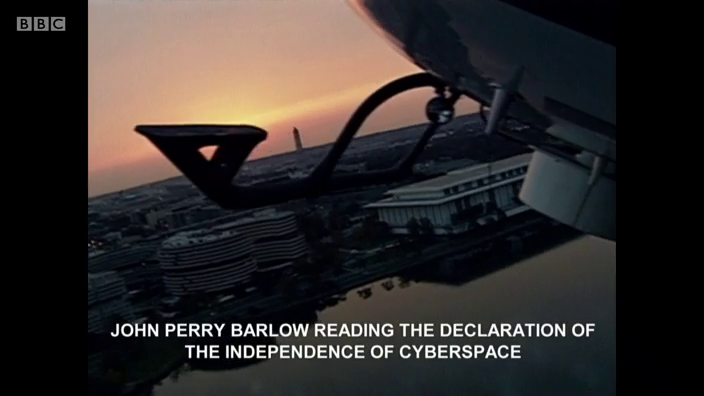 BBC
JOHN PERRY BARLOW READING THE DECLARATION OF
THE INDEPENDENCE OF CYBERSPACE